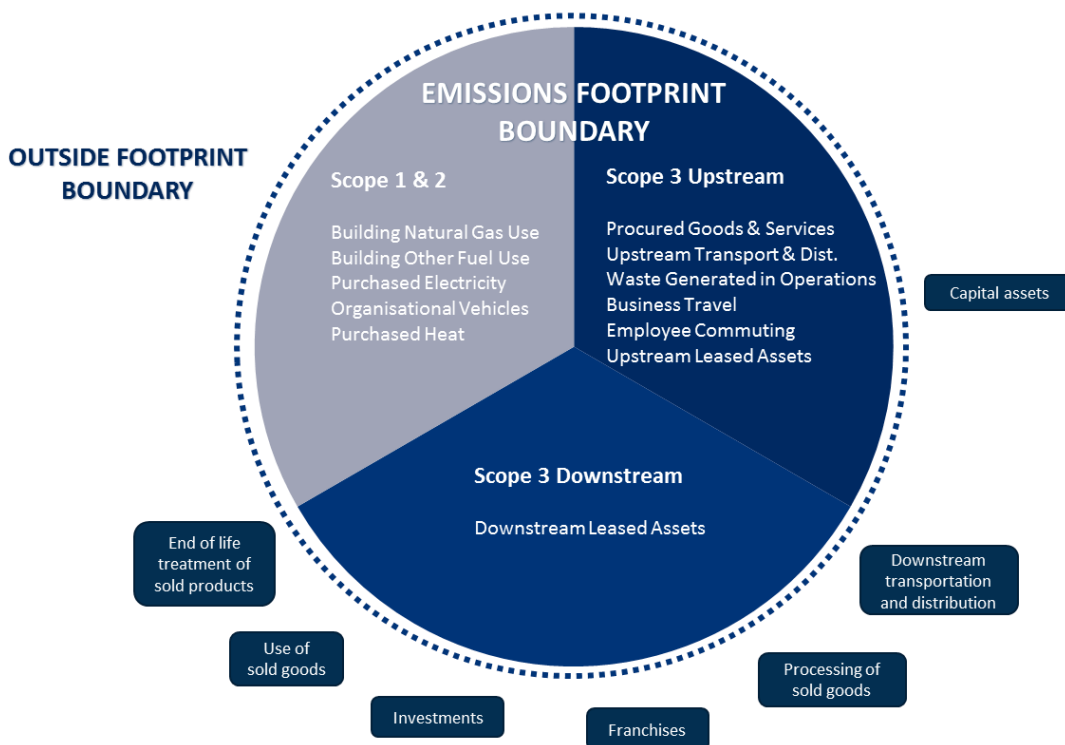 EMISSIONS FOOTPRINT
BOUNDARY
OUTSIDE FOOTPRINT
BOUNDARY
Scope 1 & 2
Building Natural Gas Use
Building Other Fuel Use
Purchased Electricity
Organisational Vehicles
Purchased Heat
Scope 3 Upstream
Procured Goods & Services
Upstream Transport & Dist.
Waste Generated in Operations
Business Travel
Employee Commuting
Upstream Leased Assets
Capital assets
Scope 3 Downstream
Downstream Leased Assets
End of life
treatment of
sold products
Downstream
transportation
and distribution
Use of
sold goods
Processing of
sold goods
Investments
Franchises